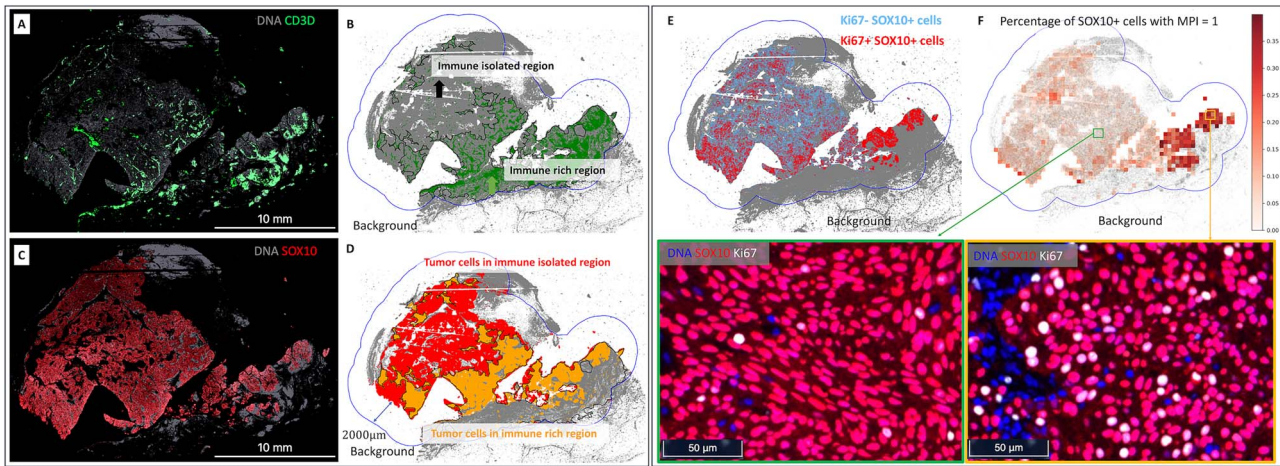 A
DNA CD3D
10 mm
B
Immune isolated region
Immune rich region
Background
C
DNA SOX10
10 mm
D
Tumor cells in immune isolated region
Tumor cells in immune rich region
2000μm
Background
E
Ki67- SOX10+ cells
Ki67+ SOX10+ cells
Background
F
Percentage of SOX10+ cells with MPI = 1
0.35
0.30
0.25
0.20
0.15
0.10
0.05
0.00
Background
DNA SOX10 Ki67
50 μm
DNA SOX10 Ki67
50 μm